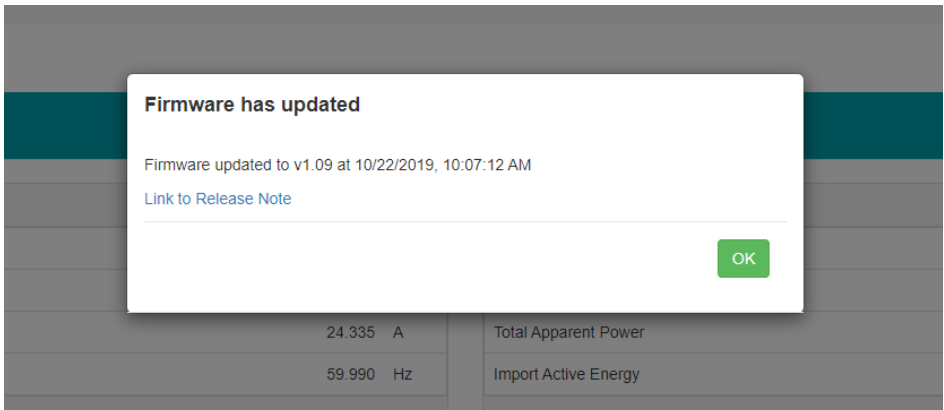 Firmware has updated
Firmware updated to v1.09 at 10/22/2019, 10:07:12 AM
Link to Release Note
OK
24.335 A
Total Apparent Power
59.990 Hz
Import Active Energy